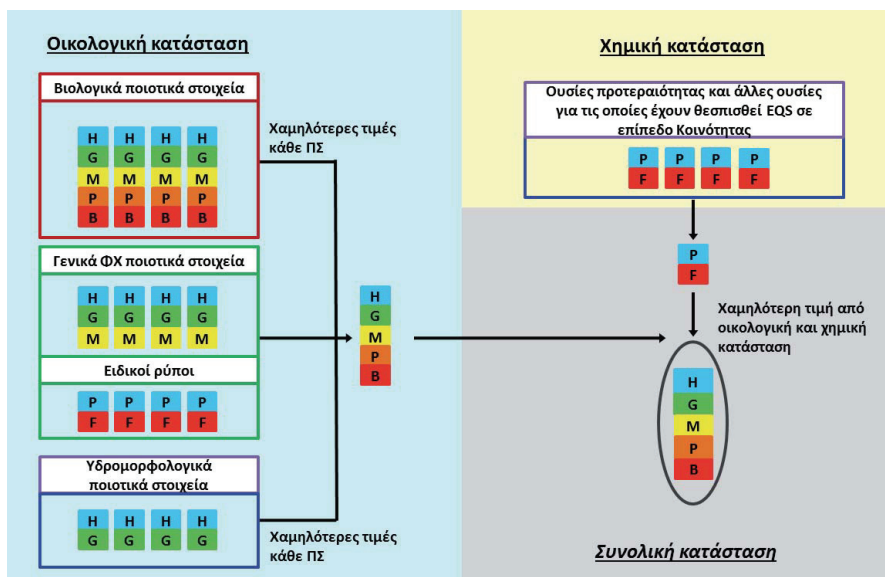 Οικολογική κατάσταση
Βιολογικά ποιοτικά στοιχεία
H H H H
G G G G
M M M M
P P P P
B B B B
Χαμηλότερες τιμές
κάθε ΠΣ
Γενικά ΦΧ ποιοτικά στοιχεία
H H H H
G G G G
M M M M
Ειδικοί ρύποι
P P P P
F F F F
Υδρομορφολογικά
ποιοτικά στοιχεία
H H H H
G G G G
Χαμηλότερες τιμές
κάθε ΠΣ
H
G
M
P
B
Χημική κατάσταση
Ουσίες προτεραιότητας και άλλες ουσίες
για τις οποίες έχουν θεσπισθεί EQS σε
επίπεδο Κοινότητας
P P P P
F F F F
P
F
Χαμηλότερη τιμή από
οικολογική και χημική
κατάσταση
H
G
M
P
B
Συνολική κατάσταση